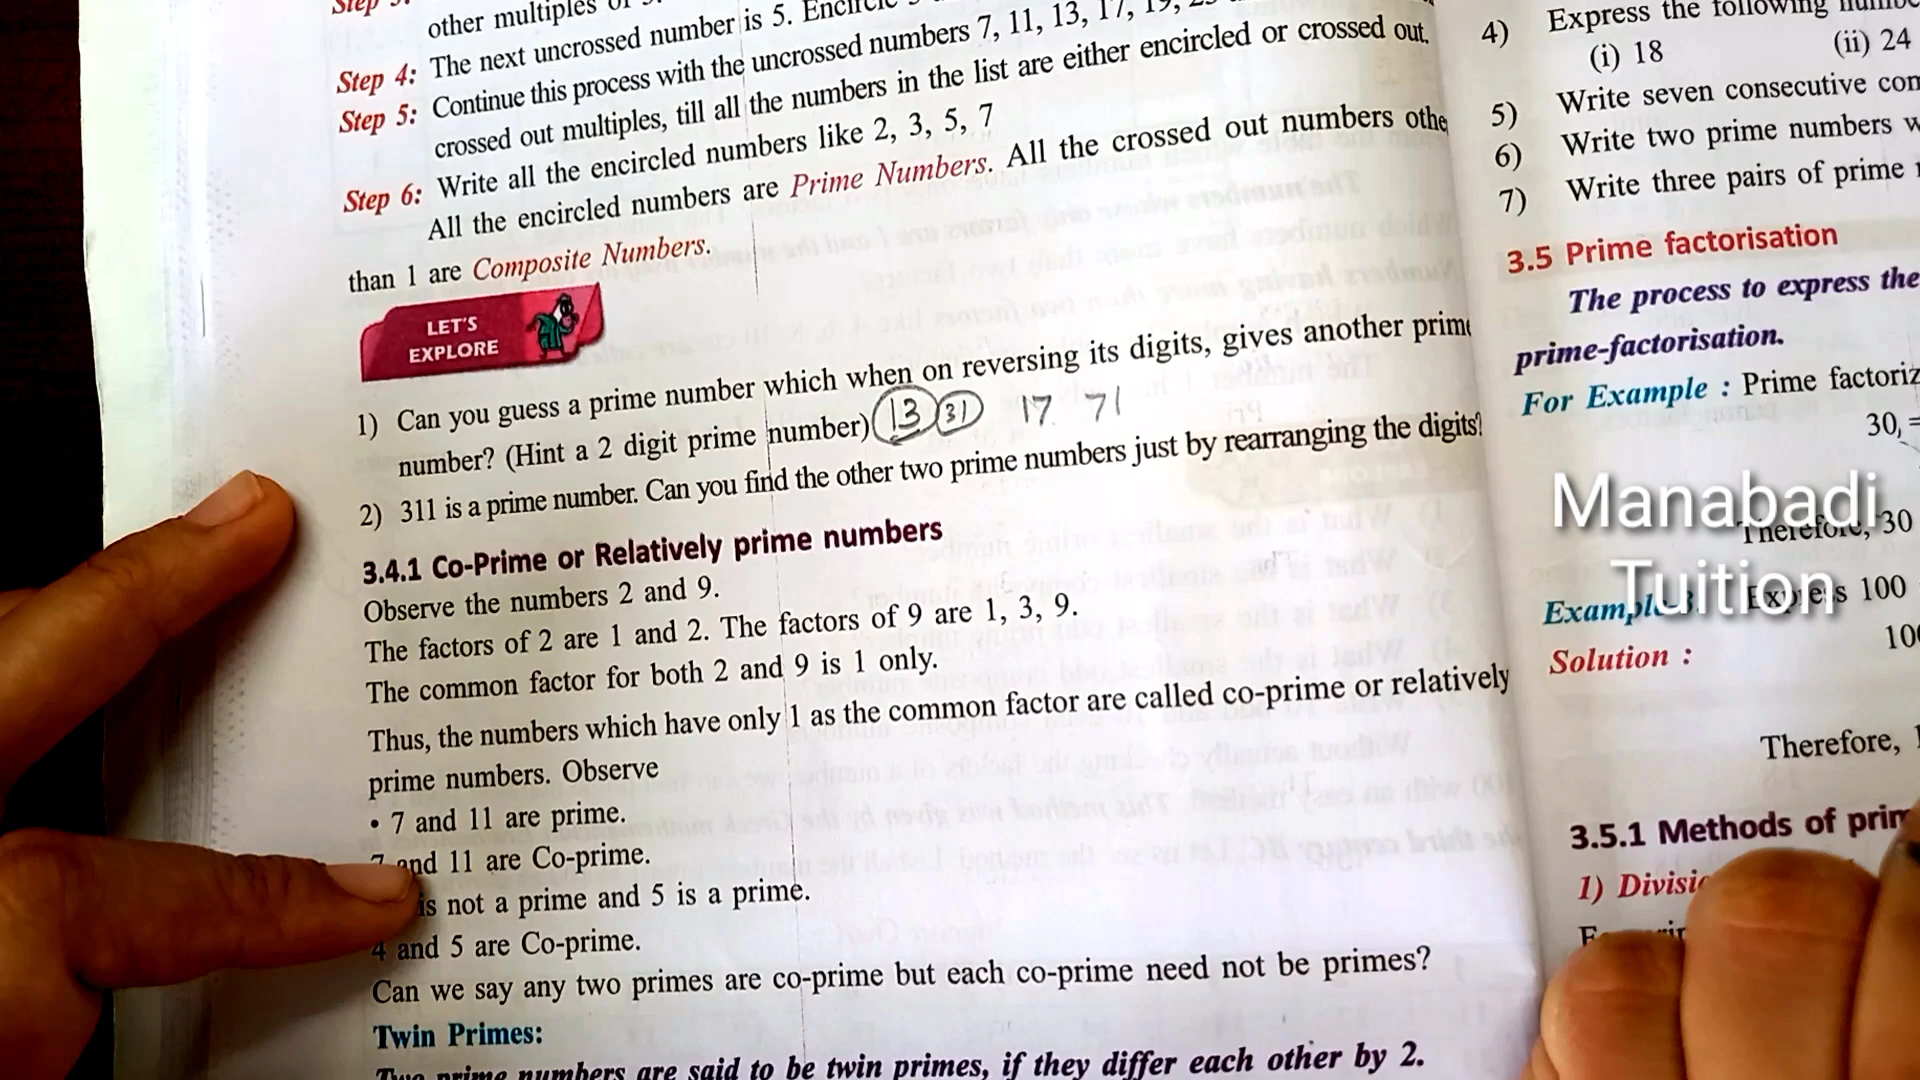 other multiples
Step 4: The next uncrossed number is 5. Encircle
Step 5: Continue this process with the uncrossed numbers 7, 11, 13, 17, 19,
crossed out multiples, till all the numbers in the list are either encircled or crossed out.
Step 6: Write all the encircled numbers like 2, 3, 5, 7
All the encircled numbers are Prime Numbers. All the crossed out numbers othe
than 1 are Composite Numbers.
LET'S
EXPLORE
1) Can you guess a prime number which when on reversing its digits, gives another prime
number? (Hint a 2 digit prime number) 13 31 17 71
2) 311 is a prime number. Can you find the other two prime numbers just by rearranging the digits?
3.4.1 Co-Prime or Relatively prime numbers
Observe the numbers 2 and 9.
The factors of 2 are 1 and 2. The factors of 9 are 1, 3, 9.
The common factor for both 2 and 9 is 1 only.
Thus, the numbers which have only 1 as the common factor are called co-prime or relatively
prime numbers. Observe
• 7 and 11 are prime.
7 and 11 are Co-prime.
is not a prime and 5 is a prime.
4 and 5 are Co-prime.
Can we say any two primes are co-prime but each co-prime need not be primes?
Twin Primes:
Two prime numbers are said to be twin primes, if they differ each other by 2.
4) Express the following
(i) 18 (ii) 24
5) Write seven consecutive com
6) Write two prime numbers w
7) Write three pairs of prime
3.5 Prime factorisation
The process to express the
prime-factorisation.
For Example : Prime factoriz
30, =
Manabadi
Tuition
Therefore, 30
Example Express 100
Solution : 100
Therefore,
3.5.1 Methods of prim
1) Divisio